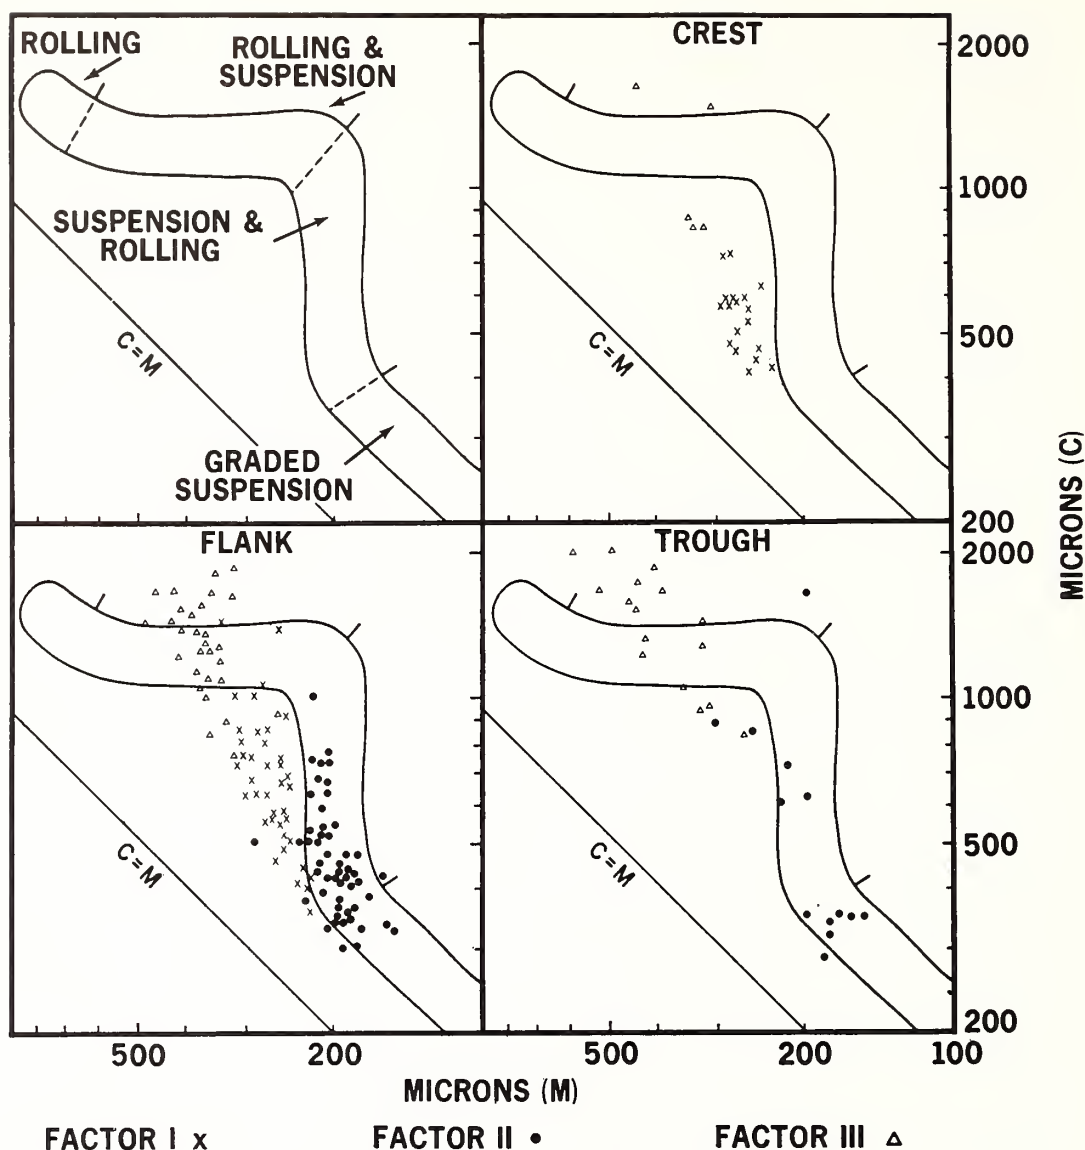 ROLLING
ROLLING &
SUSPENSION
SUSPENSION &
ROLLING
C=M
GRADED
SUSPENSION
CREST
C=M
2000
1000
500
200
FLANK
C=M
TROUGH
C=M
2000
1000
500
200
MICRONS (C)
500
200
500
200
100
MICRONS (M)
FACTOR I x
FACTOR II ●
FACTOR III △